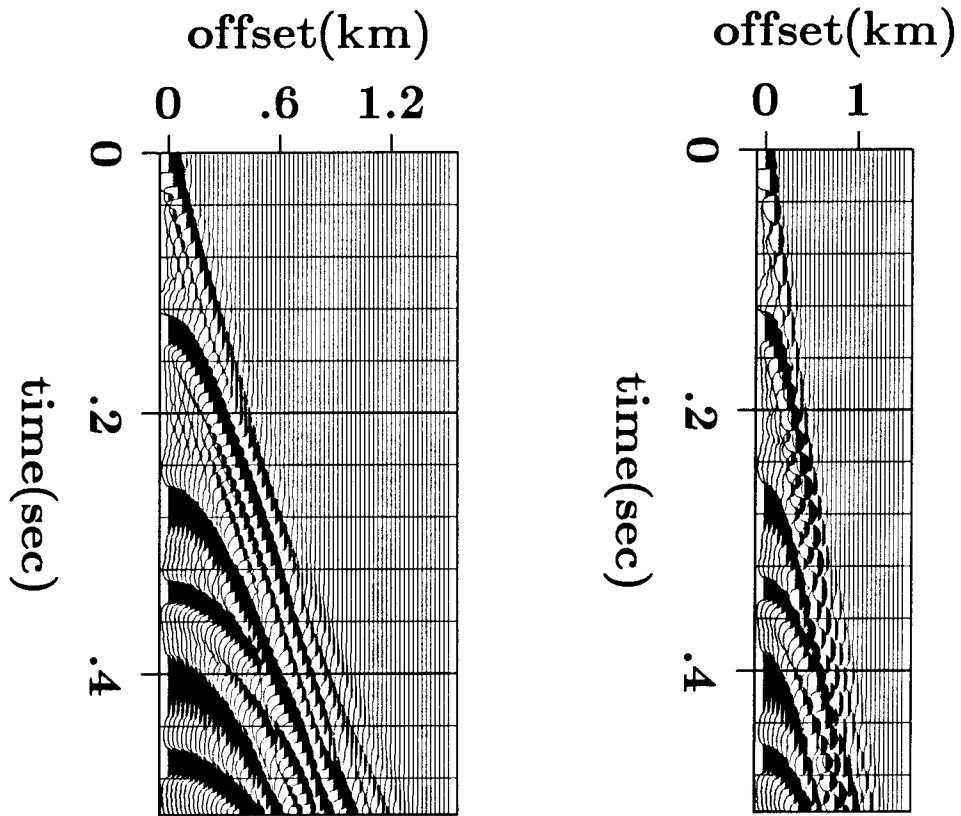 offset(km)
0 .6 1.2
0
.2
.4
time(sec)
offset(km)
0 1
0
.2
.4
time(sec)